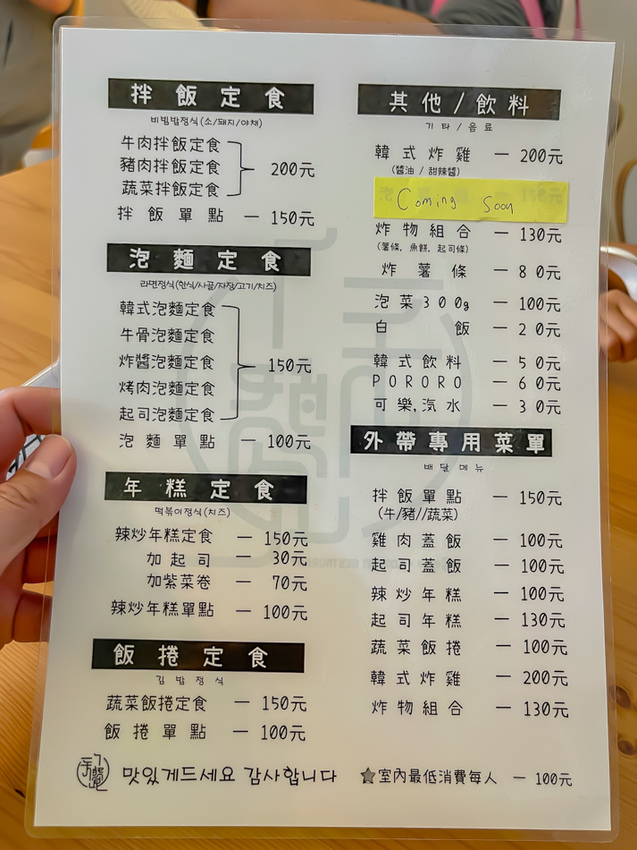 拌飯定食
비빔밥정식(소/돼지/야채)
牛肉拌飯定食
豬肉拌飯定食
蔬菜拌飯定食
200元
拌飯單點 — 150元
泡麵定食
라면정식(한식/사골/자장/고기/치즈)
韓式泡麵定食
牛骨泡麵定食
炸醬泡麵定食
烤肉泡麵定食
起司泡麵定食
150元
泡麵單點 — 100元
年糕定食
떡볶이정식(치즈)
辣炒年糕定食 — 150元
加起司 — 30元
加紫菜卷 — 70元
辣炒年糕單點 — 100元
飯捲定食
김밥정식
蔬菜飯捲定食 — 150元
飯捲單點 — 100元
맛있게드세요 감사합니다
其他/飲料
기타/음료
韓式炸雞 — 200元
(醬油/甜辣醬)
Coming Soon
炸物組合 — 130元
(薯條, 魚糕, 起司條)
炸薯條 — 80元
泡菜300g — 100元
白飯 — 20元
韓式飲料 — 50元
PORORO — 60元
可樂,汽水 — 30元
外帶專用菜單
배달메뉴
拌飯單點 — 150元
(牛/豬//蔬菜)
雞肉蓋飯 — 100元
起司蓋飯 — 100元
辣炒年糕 — 100元
起司年糕 — 130元
蔬菜飯捲 — 100元
韓式炸雞 — 200元
炸物組合 — 130元
★室內最低消費每人 — 100元